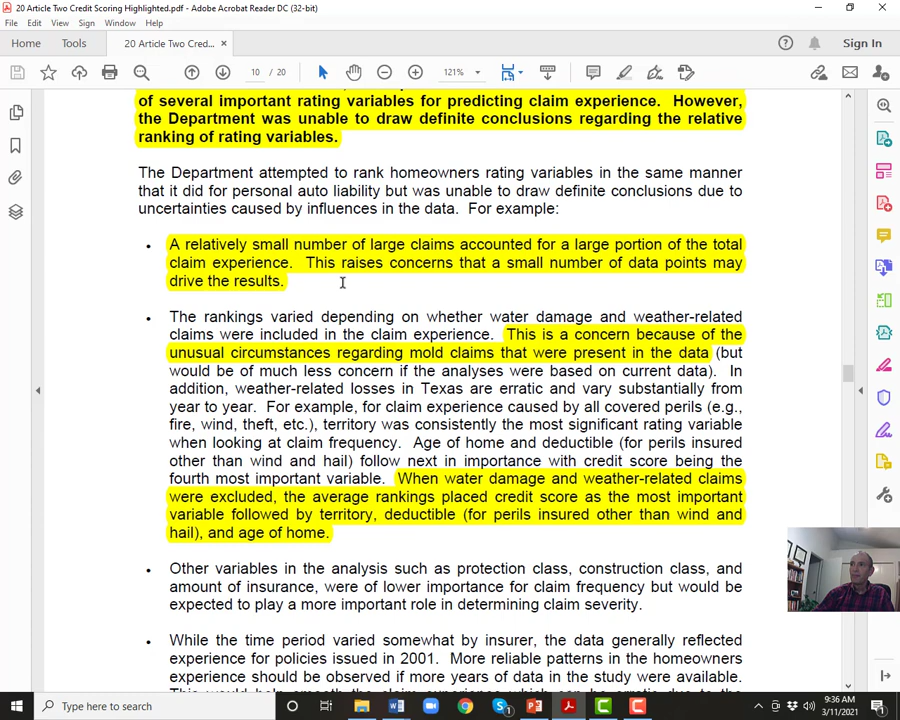 20 Article Two Credit Scoring Highlighted.pdf - Adobe Acrobat Reader DC (32-bit)
File Edit View Sign Window Help
Home Tools 20 Article Two Cred... × Sign In
10 / 20 121%
of several important rating variables for predicting claim experience. However,
the Department was unable to draw definite conclusions regarding the relative
ranking of rating variables.
The Department attempted to rank homeowners rating variables in the same manner
that it did for personal auto liability but was unable to draw definite conclusions due to
uncertainties caused by influences in the data. For example:
• A relatively small number of large claims accounted for a large portion of the total
claim experience. This raises concerns that a small number of data points may
drive the results.
• The rankings varied depending on whether water damage and weather-related
claims were included in the claim experience. This is a concern because of the
unusual circumstances regarding mold claims that were present in the data (but
would be of much less concern if the analyses were based on current data). In
addition, weather-related losses in Texas are erratic and vary substantially from
year to year. For example, for claim experience caused by all covered perils (e.g.,
fire, wind, theft, etc.), territory was consistently the most significant rating variable
when looking at claim frequency. Age of home and deductible (for perils insured
other than wind and hail) follow next in importance with credit score being the
fourth most important variable. When water damage and weather-related claims
were excluded, the average rankings placed credit score as the most important
variable followed by territory, deductible (for perils insured other than wind and
hail), and age of home.
• Other variables in the analysis such as protection class, construction class, and
amount of insurance, were of lower importance for claim frequency but would be
expected to play a more important role in determining claim severity.
• While the time period varied somewhat by insurer, the data generally reflected
experience for policies issued in 2001. More reliable patterns in the homeowners
experience should be observed if more years of data in the study were available.
Type here to search
9:36 AM
3/11/2021